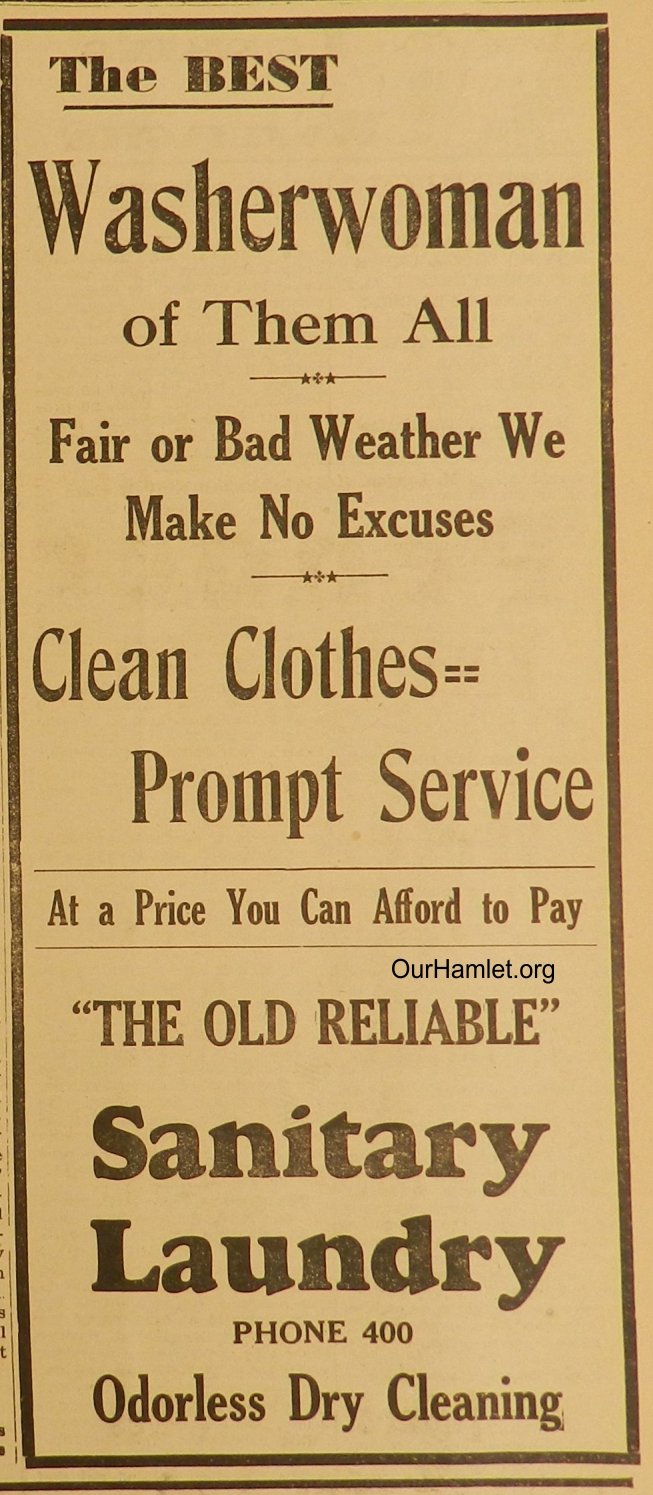 The BEST
Washerwoman
of Them All
Fair or Bad Weather We
Make No Excuses
Clean Clothes==
Prompt Service
At a Price You Can Afford to Pay
OurHamlet.org
“THE OLD RELIABLE”
Sanitary
Laundry
PHONE 400
Odorless Dry Cleaning